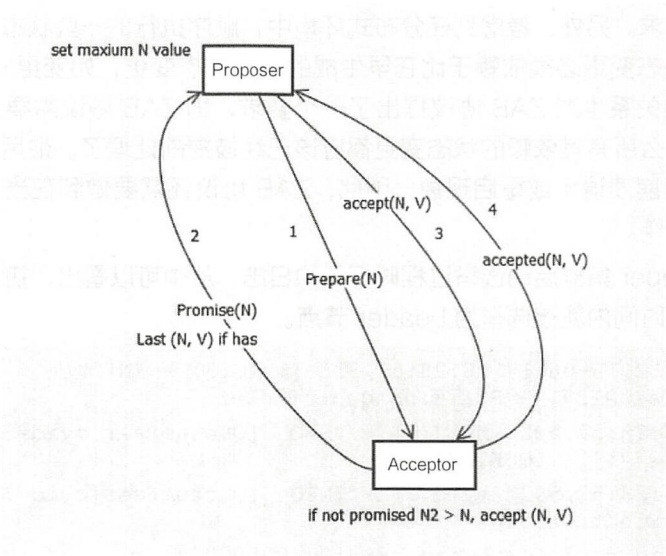 set maxium N value
Proposer
accept(N, V)
4
2
1
3
accepted(N, V)
Prepare(N)
Promise(N)
Last (N, V) if has
Acceptor
if not promised N2 > N, accept (N, V)